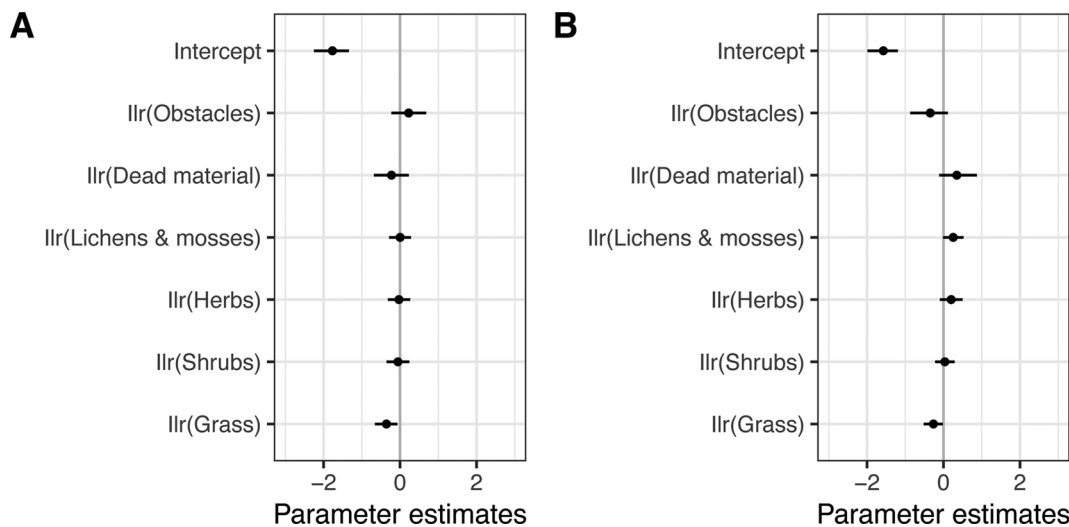 A
Intercept
Ilr(Obstacles)
Ilr(Dead material)
Ilr(Lichens & mosses)
Ilr(Herbs)
Ilr(Shrubs)
Ilr(Grass)
−2 0 2
Parameter estimates
B
Intercept
Ilr(Obstacles)
Ilr(Dead material)
Ilr(Lichens & mosses)
Ilr(Herbs)
Ilr(Shrubs)
Ilr(Grass)
−2 0 2
Parameter estimates